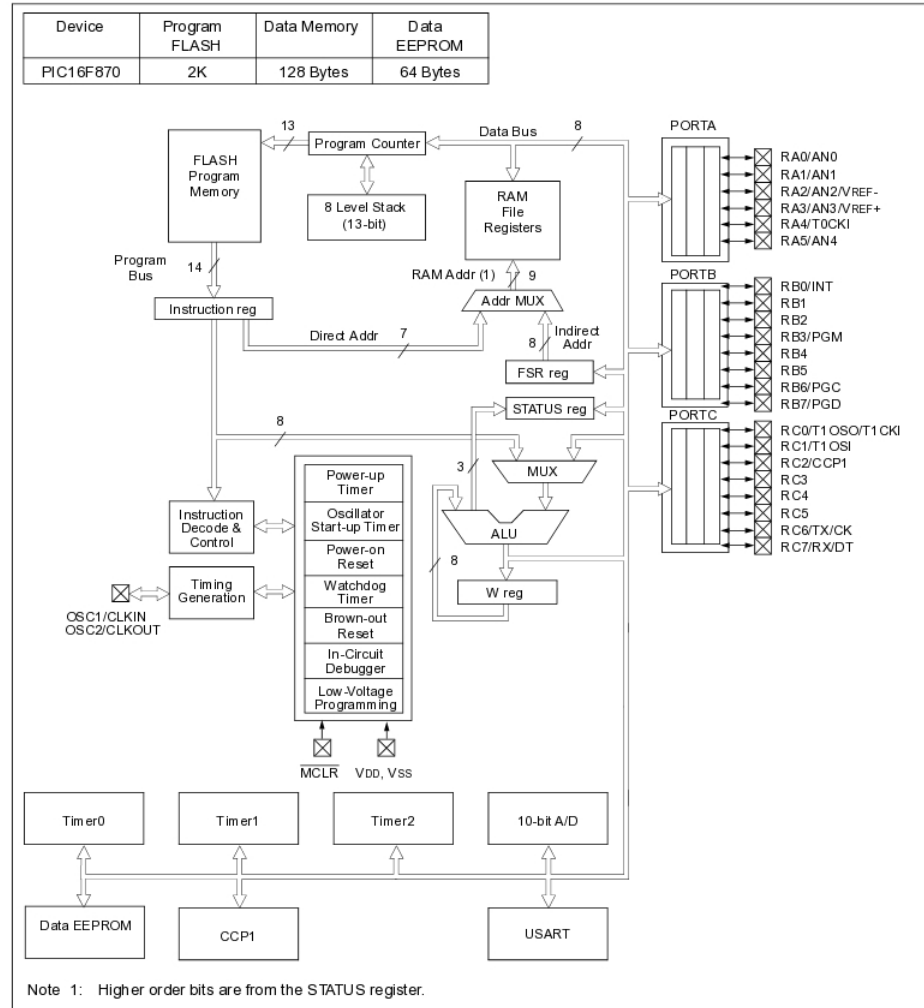 Device
Program
FLASH
Data Memory
Data
EEPROM
PIC16F870
2K
128 Bytes
64 Bytes
13
Program Counter
Data Bus
8
PORTA
FLASH
Program
Memory
8 Level Stack
(13-bit)
RAM
File
Registers
RA0/AN0
RA1/AN1
RA2/AN2/VREF-
RA3/AN3/VREF+
RA4/T0CKI
RA5/AN4
Program
Bus
14
RAM Addr (1)
9
PORTB
Addr MUX
Instruction reg
Direct Addr
7
8
Indirect
Addr
FSR reg
RB0/INT
RB1
RB2
RB3/PGM
RB4
RB5
RB6/PGC
RB7/PGD
STATUS reg
PORTC
8
3
MUX
RC0/T1OSO/T1CKI
RC1/T1OSI
RC2/CCP1
RC3
RC4
RC5
RC6/TX/CK
RC7/RX/DT
Power-up
Timer
Oscillator
Start-up Timer
Power-on
Reset
Watchdog
Timer
Brown-out
Reset
In-Circuit
Debugger
Low-Voltage
Programming
Instruction
Decode &
Control
ALU
8
W reg
Timing
Generation
OSC1/CLKIN
OSC2/CLKOUT
MCLR
VDD, VSS
Timer0
Timer1
Timer2
10-bit A/D
Data EEPROM
CCP1
USART
Note 1: Higher order bits are from the STATUS register.